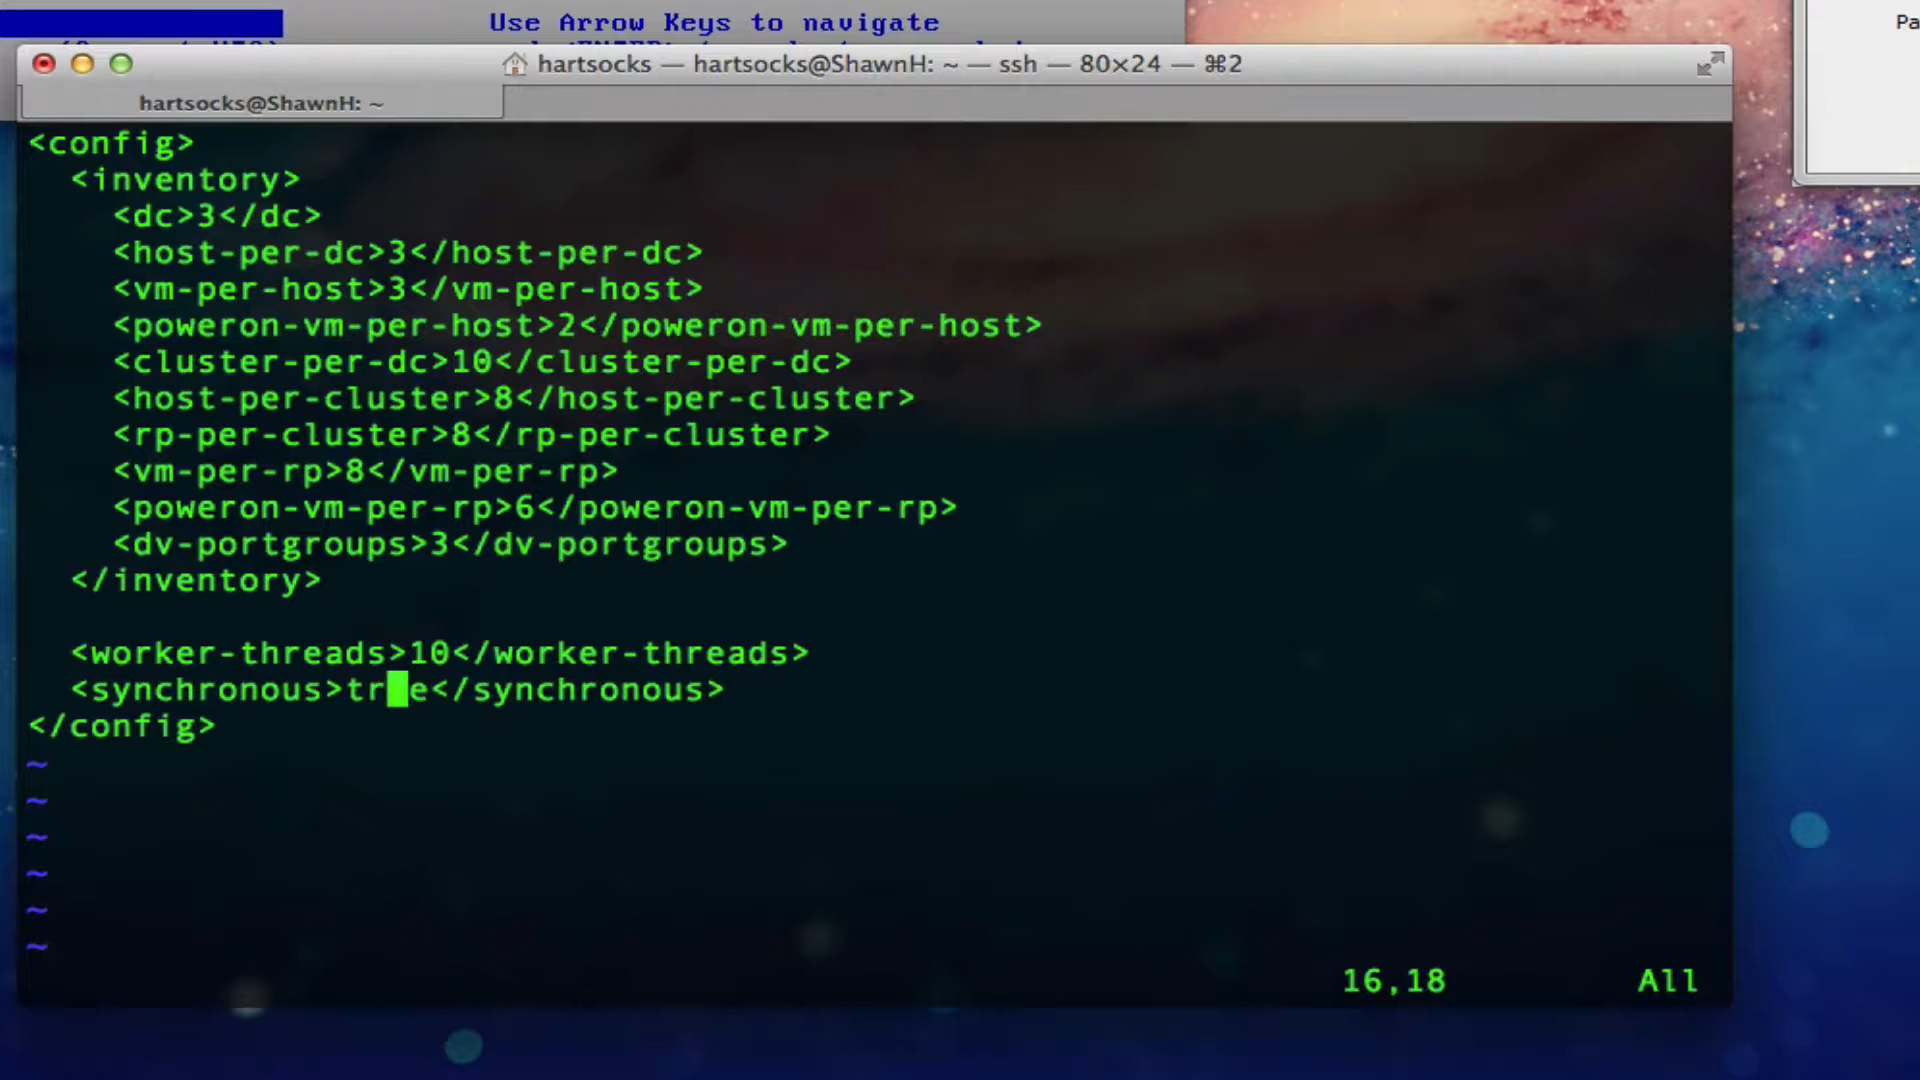 Use Arrow Keys to navigate
Pa
hartsocks — hartsocks@ShawnH: ~ — ssh — 80×24 — ⌘2
hartsocks@ShawnH: ~
<config>
<inventory>
<dc>3</dc>
<host-per-dc>3</host-per-dc>
<vm-per-host>3</vm-per-host>
<poweron-vm-per-host>2</poweron-vm-per-host>
<cluster-per-dc>10</cluster-per-dc>
<host-per-cluster>8</host-per-cluster>
<rp-per-cluster>8</rp-per-cluster>
<vm-per-rp>8</vm-per-rp>
<poweron-vm-per-rp>6</poweron-vm-per-rp>
<dv-portgroups>3</dv-portgroups>
</inventory>
<worker-threads>10</worker-threads>
<synchronous>tr e</synchronous>
</config>
~
~
~
~
~
~
16,18 All